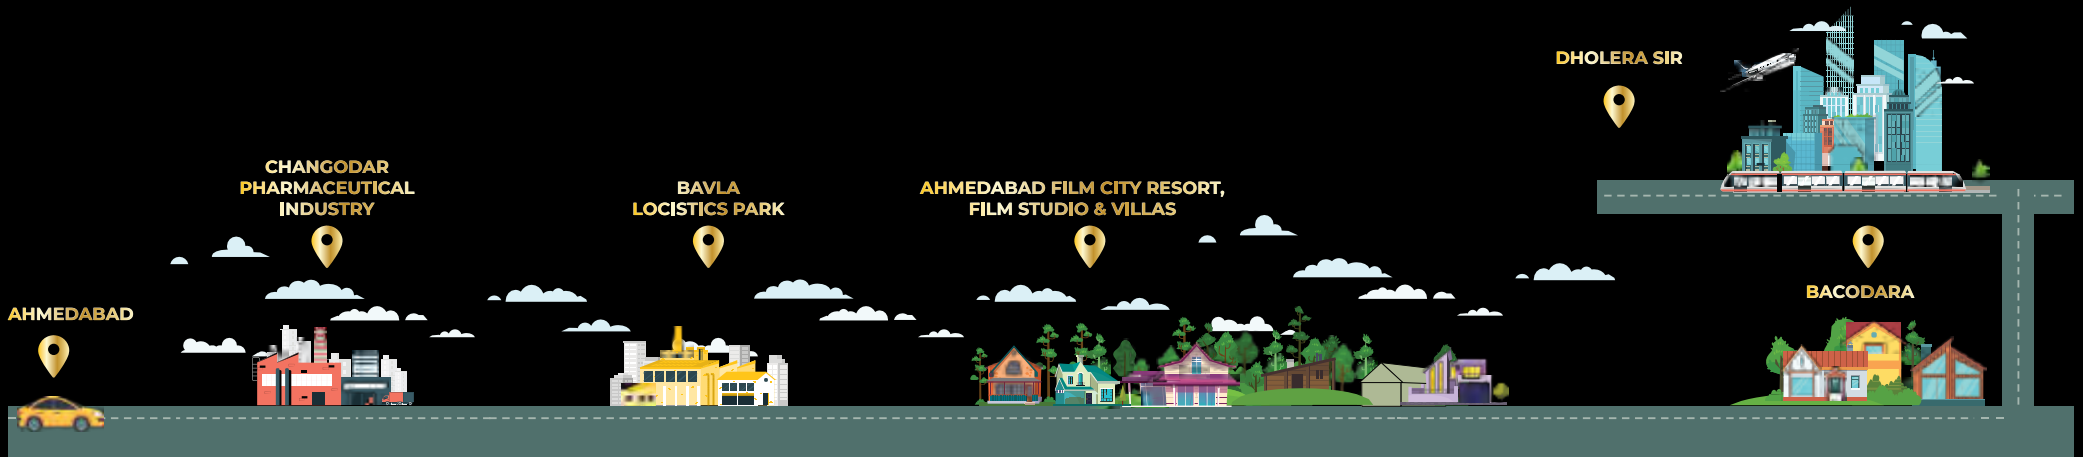 AHMEDABAD
CHANGODAR
PHARMACEUTICAL
INDUSTRY
BAVLA
LOCISTICS PARK
AHMEDABAD FILM CITY RESORT,
FILM STUDIO & VILLAS
DHOLERA SIR
BACODARA